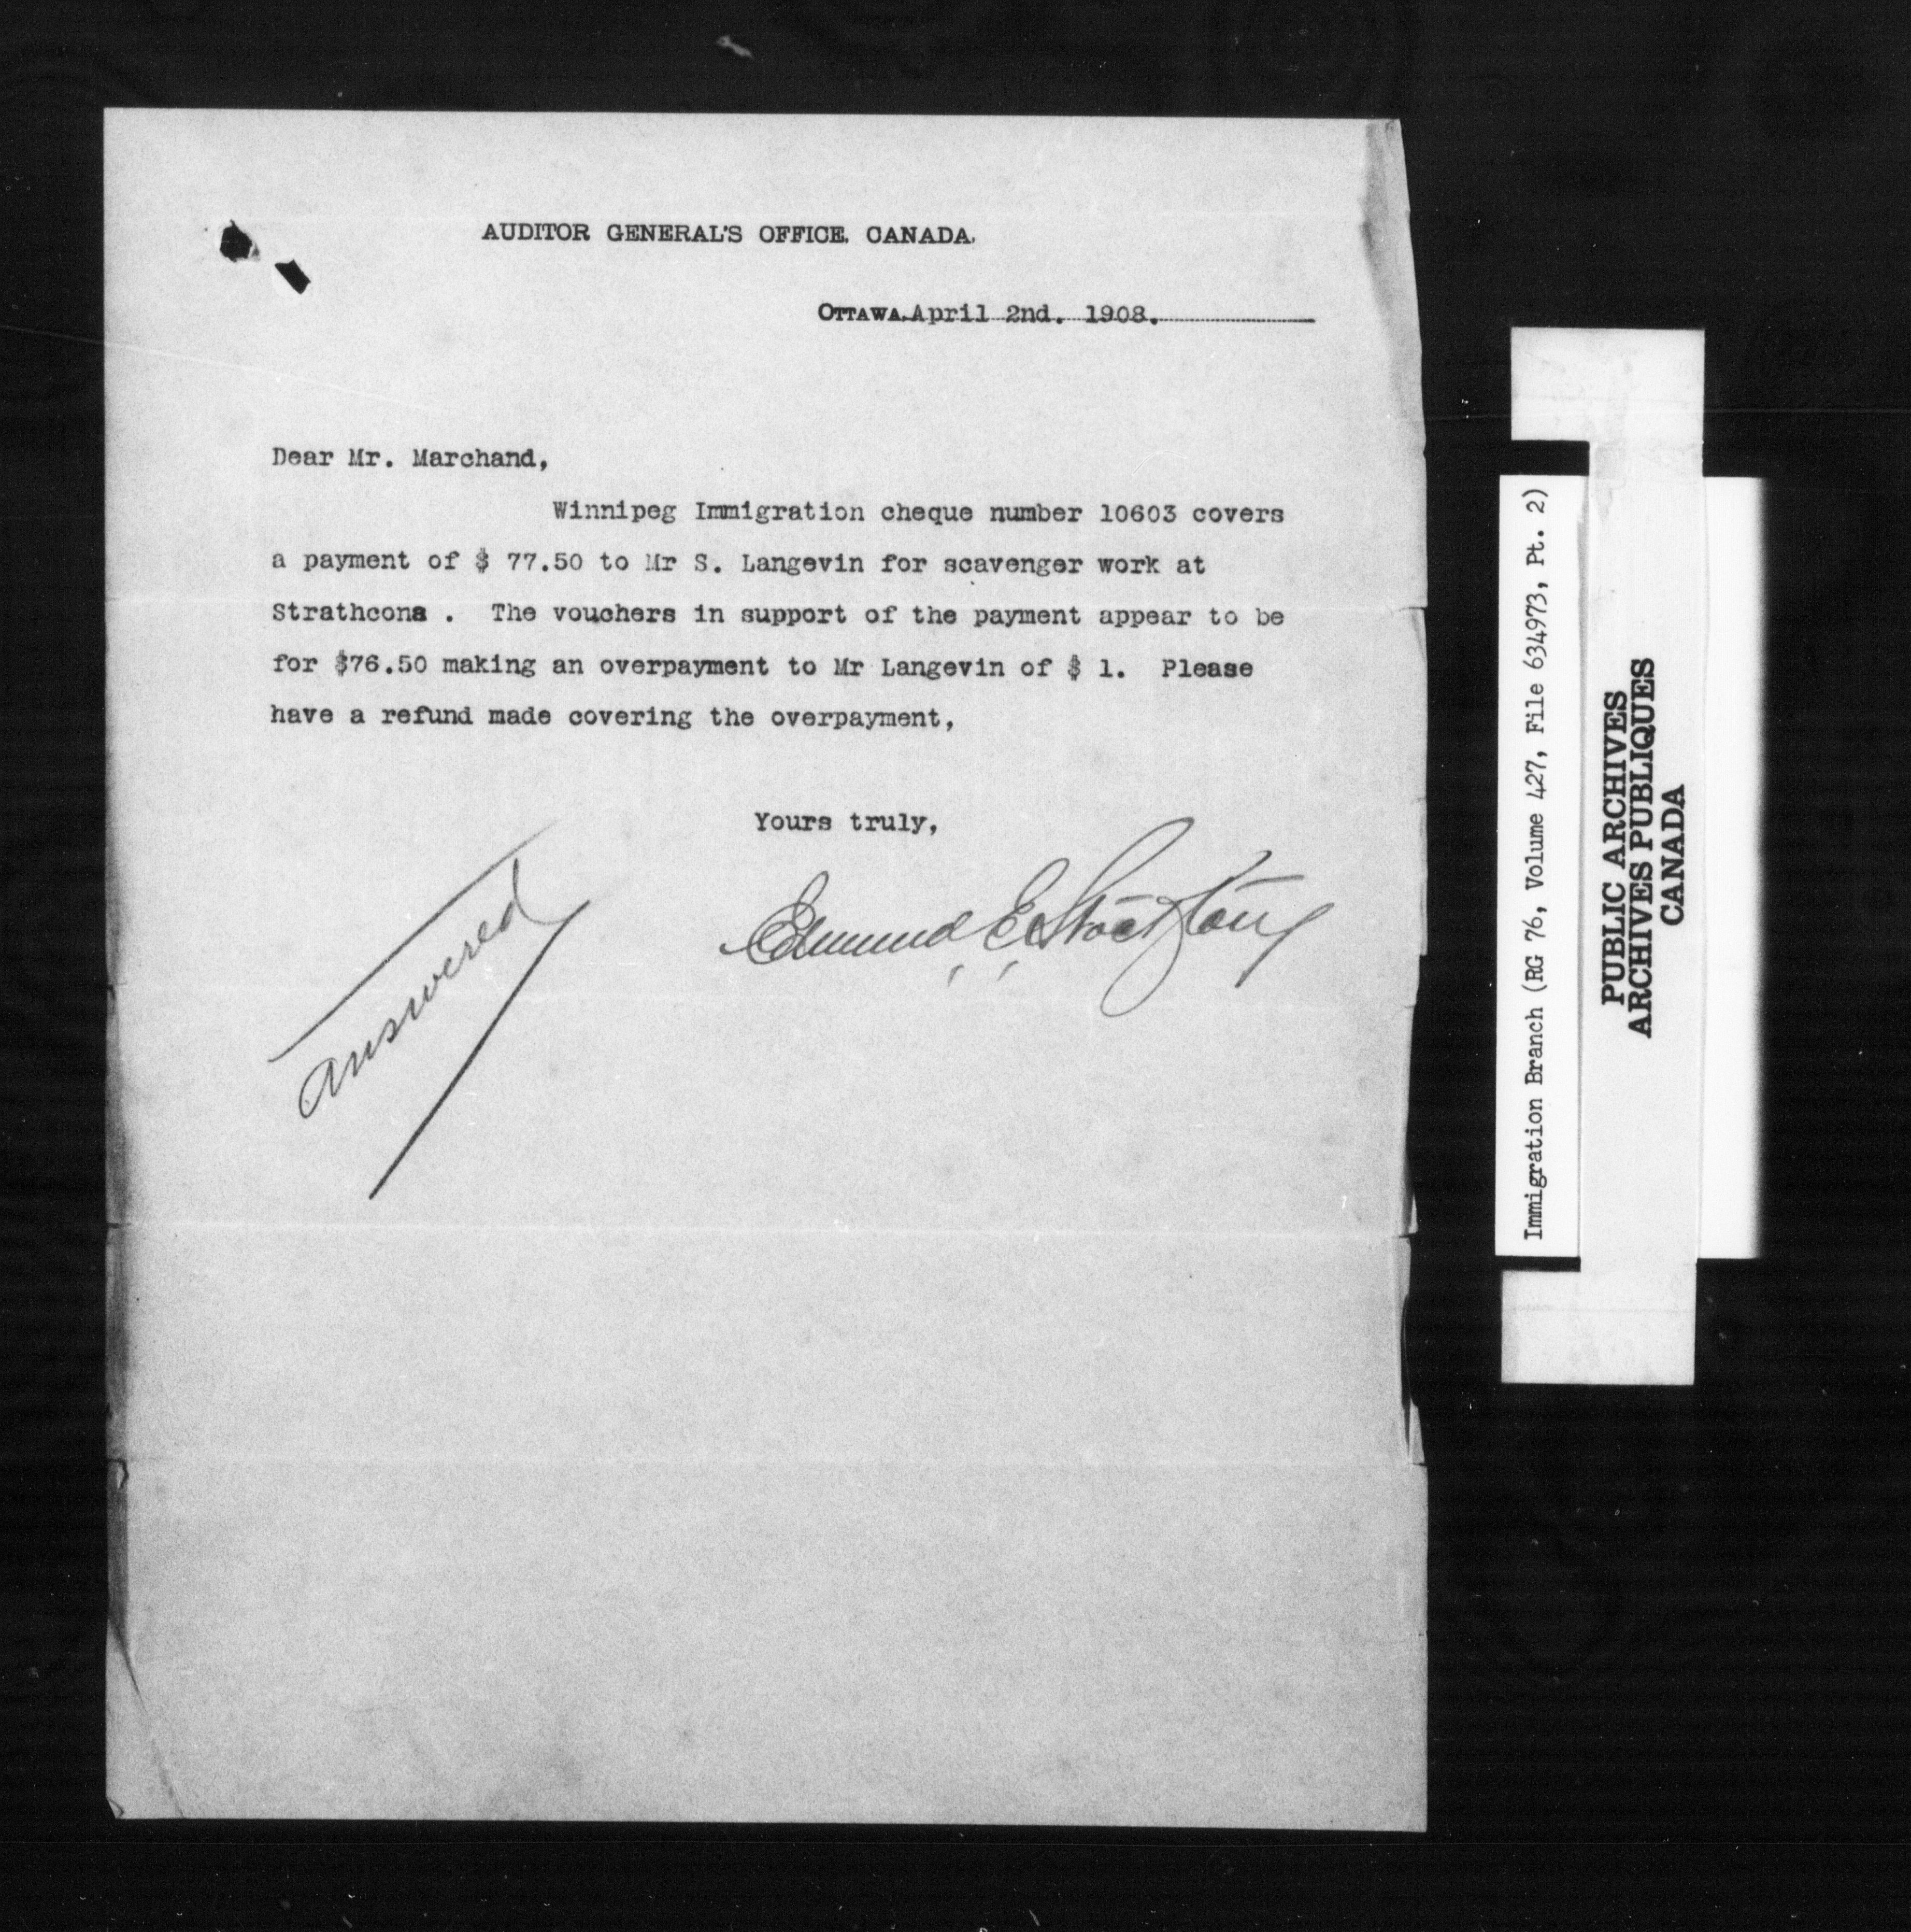 AUDITOR GENERAL'S OFFICE. CANADA.
OTTAWA. April 2nd. 1908.
Dear Mr. Marchand,
Winnipeg Immigration cheque number 10603 covers
a payment of $ 77.50 to Mr S. Langevin for scavenger work at
Strathcona . The vouchers in support of the payment appear to be
for $76.50 making an overpayment to Mr Langevin of $ 1. Please
have a refund made covering the overpayment,
Yours truly,
Edmund E. Stockton
answered
Immigration Branch (RG 76, Volume 427, File 634973, Pt. 2)
PUBLIC ARCHIVES
ARCHIVES PUBLIQUES
CANADA